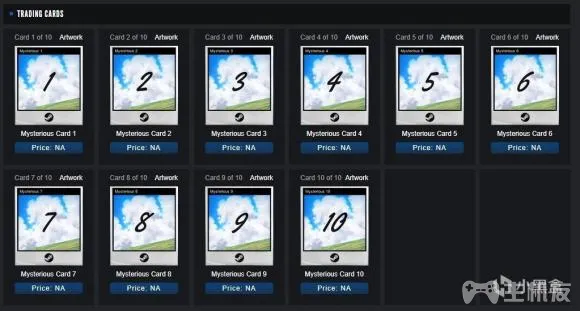 TRADING CARDS
Card 1 of 10 Artwork Card 2 of 10 Artwork Card 3 of 10 Artwork Card 4 of 10 Artwork Card 5 of 10 Artwork Card 6 of 10 Artwork
Mysterious 1 Mysterious 2 Mysterious 3 Mysterious 4 Mysterious 5 Mysterious 6
1 2 3 4 5 6
Mysterious Card 1 Mysterious Card 2 Mysterious Card 3 Mysterious Card 4 Mysterious Card 5 Mysterious Card 6
Price: NA Price: NA Price: NA Price: NA Price: NA Price: NA
Card 7 of 10 Artwork Card 8 of 10 Artwork Card 9 of 10 Artwork Card 10 of 10 Artwork
Mysterious 7 Mysterious 8 Mysterious 9 Mysterious 10
7 8 9 10
Mysterious Card 7 Mysterious Card 8 Mysterious Card 9 Mysterious Card 10
Price: NA Price: NA Price: NA Price: NA
小黑盒